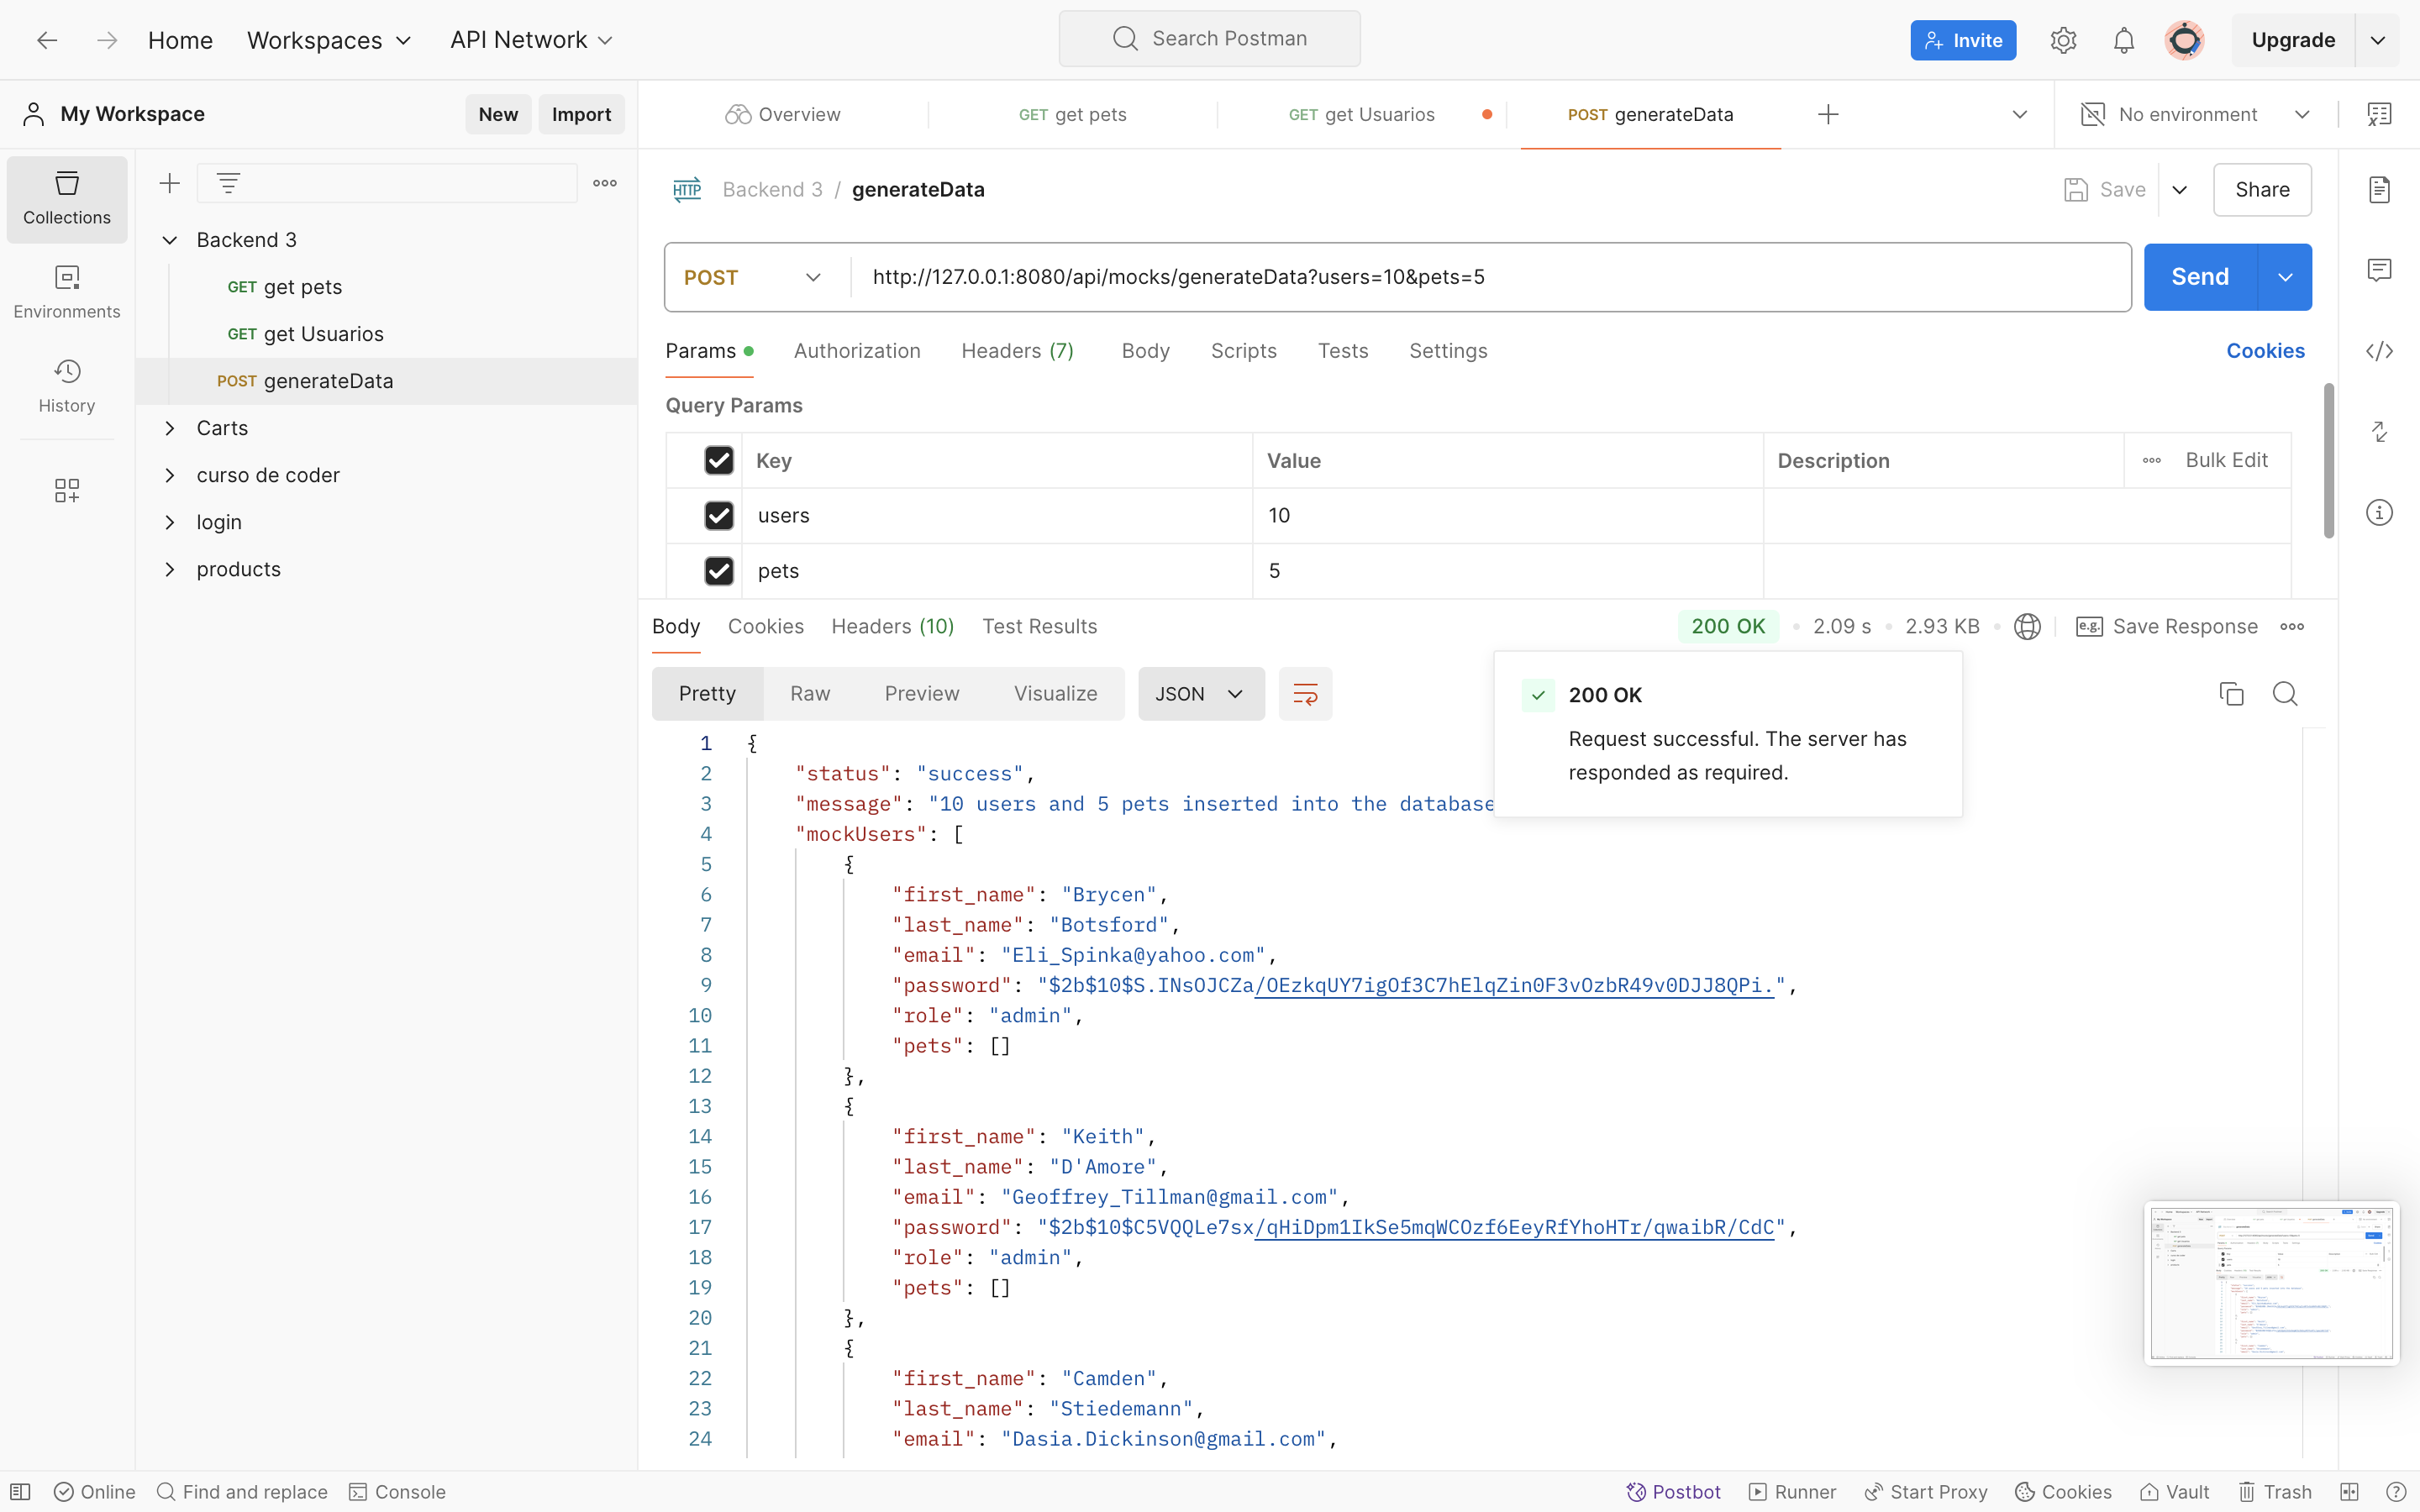 Home Workspaces API Network Search Postman Invite Upgrade
My Workspace New Import Overview GET get pets GET get Usuarios POST generateData No environment
Collections
Environments
History
Backend 3
GET get pets
GET get Usuarios
POST generateData
Carts
curso de coder
login
products
HTTP Backend 3 / generateData Save Share
POST http://127.0.0.1:8080/api/mocks/generateData?users=10&pets=5 Send
Params Authorization Headers (7) Body Scripts Tests Settings Cookies
Query Params
Key Value Description Bulk Edit
users 10
pets 5
Body Cookies Headers (10) Test Results 200 OK 2.09 s 2.93 KB e.g. Save Response
Pretty Raw Preview Visualize JSON
200 OK
Request successful. The server has
responded as required.
1 {
2 "status": "success",
3 "message": "10 users and 5 pets inserted into the database
4 "mockUsers": [
5 {
6 "first_name": "Brycen",
7 "last_name": "Botsford",
8 "email": "Eli_Spinka@yahoo.com",
9 "password": "$2b$10$S.INsOJCZa/OEzkqUY7igOf3C7hElqZin0F3vOzbR49v0DJJ8QPi.",
10 "role": "admin",
11 "pets": []
12 },
13 {
14 "first_name": "Keith",
15 "last_name": "D'Amore",
16 "email": "Geoffrey_Tillman@gmail.com",
17 "password": "$2b$10$C5VQQLe7sx/qHiDpm1IkSe5mqWCOzf6EeyRfYhoHTr/qwaibR/CdC",
18 "role": "admin",
19 "pets": []
20 },
21 {
22 "first_name": "Camden",
23 "last_name": "Stiedemann",
24 "email": "Dasia.Dickinson@gmail.com",
Online Find and replace Console Postbot Runner Start Proxy Cookies Vault Trash